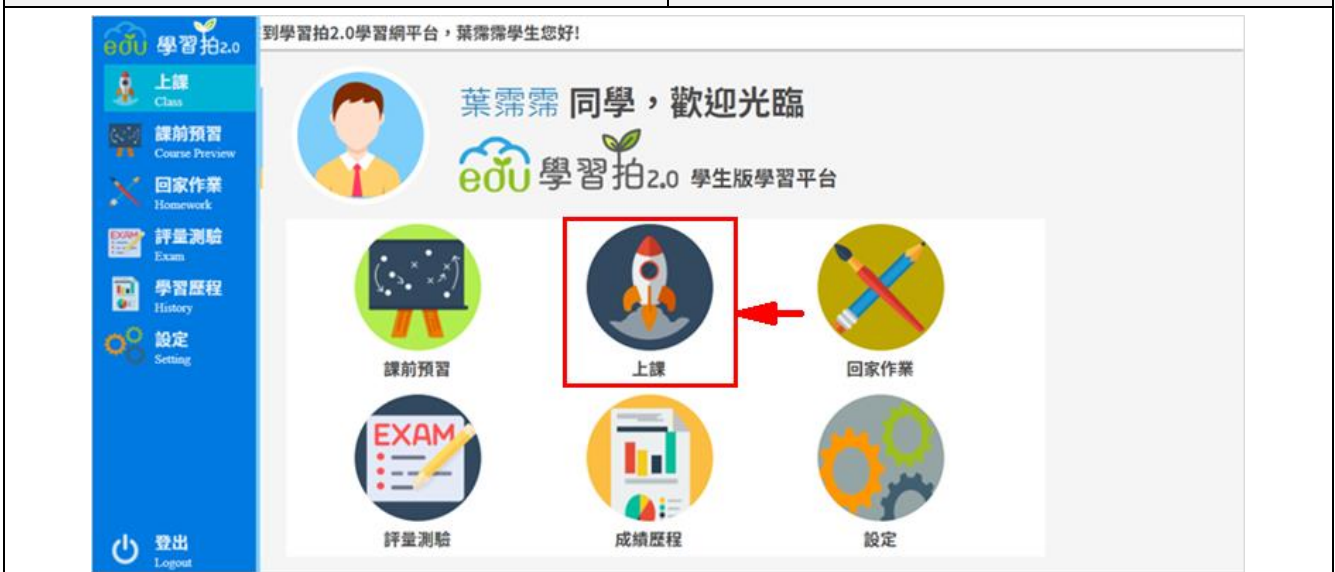 edu 學習拍2.0
到學習拍2.0學習網平台，葉霈霈學生您好!
上課
Class
課前預習
Course Preview
回家作業
Homework
評量測驗
Exam
學習歷程
History
設定
Setting
登出
Logout
葉霈霈 同學，歡迎光臨
edu 學習拍2.0 學生版學習平台
課前預習
上課
回家作業
EXAM
評量測驗
成績歷程
設定